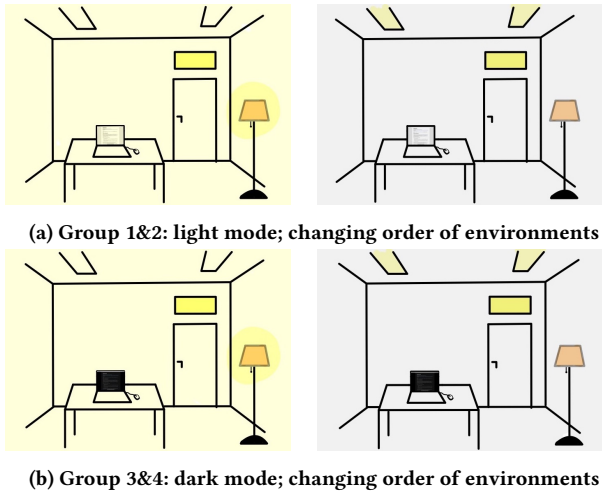 (a) Group 1&2: light mode; changing order of environments
(b) Group 3&4: dark mode; changing order of environments